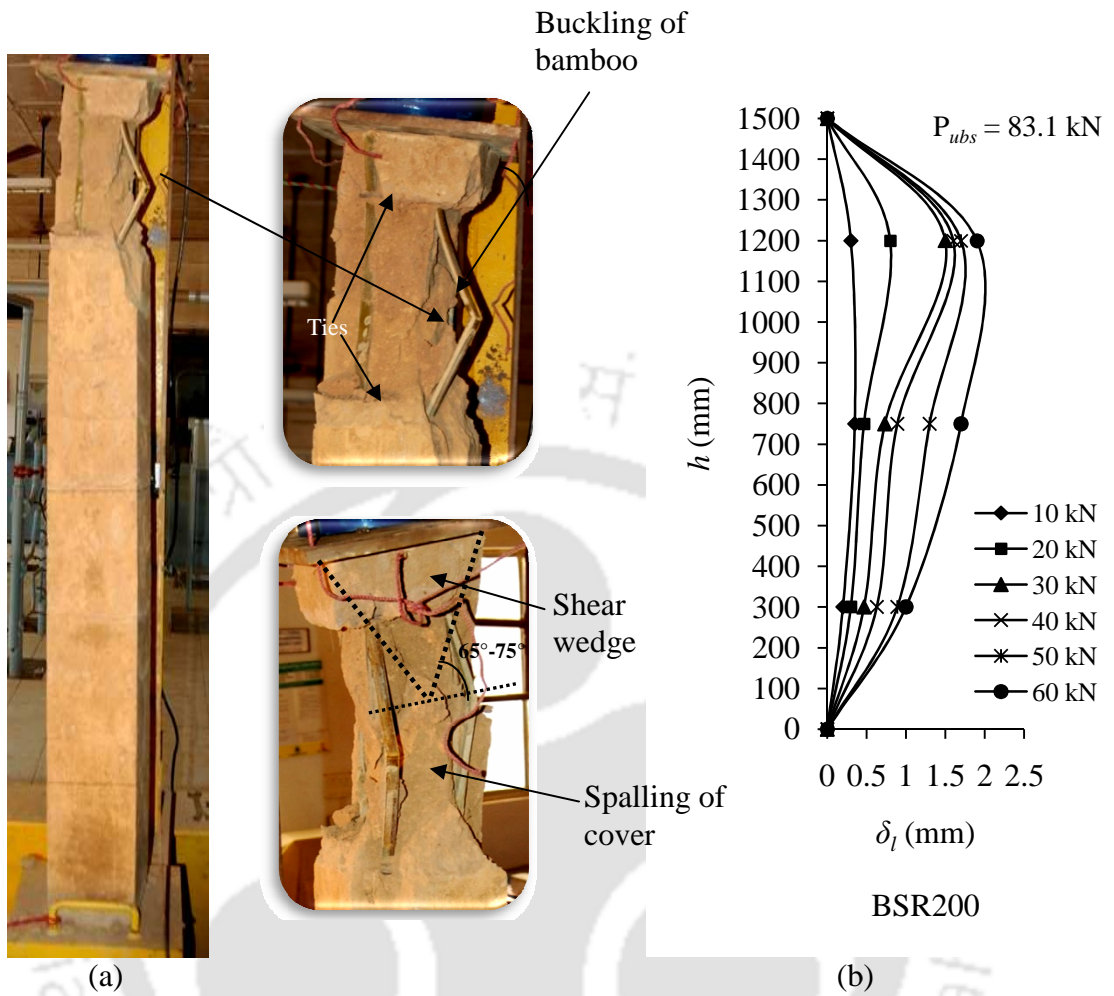 Buckling of
bamboo
Ties
Shear
wedge
65°-75°
Spalling of
cover
(a)
P_ubs = 83.1 kN
1500
1400
1300
1200
1100
1000
900
800
700
600
500
400
300
200
100
0
h (mm)
10 kN
20 kN
30 kN
40 kN
50 kN
60 kN
0 0.5 1 1.5 2 2.5
δ_l (mm)
BSR200
(b)